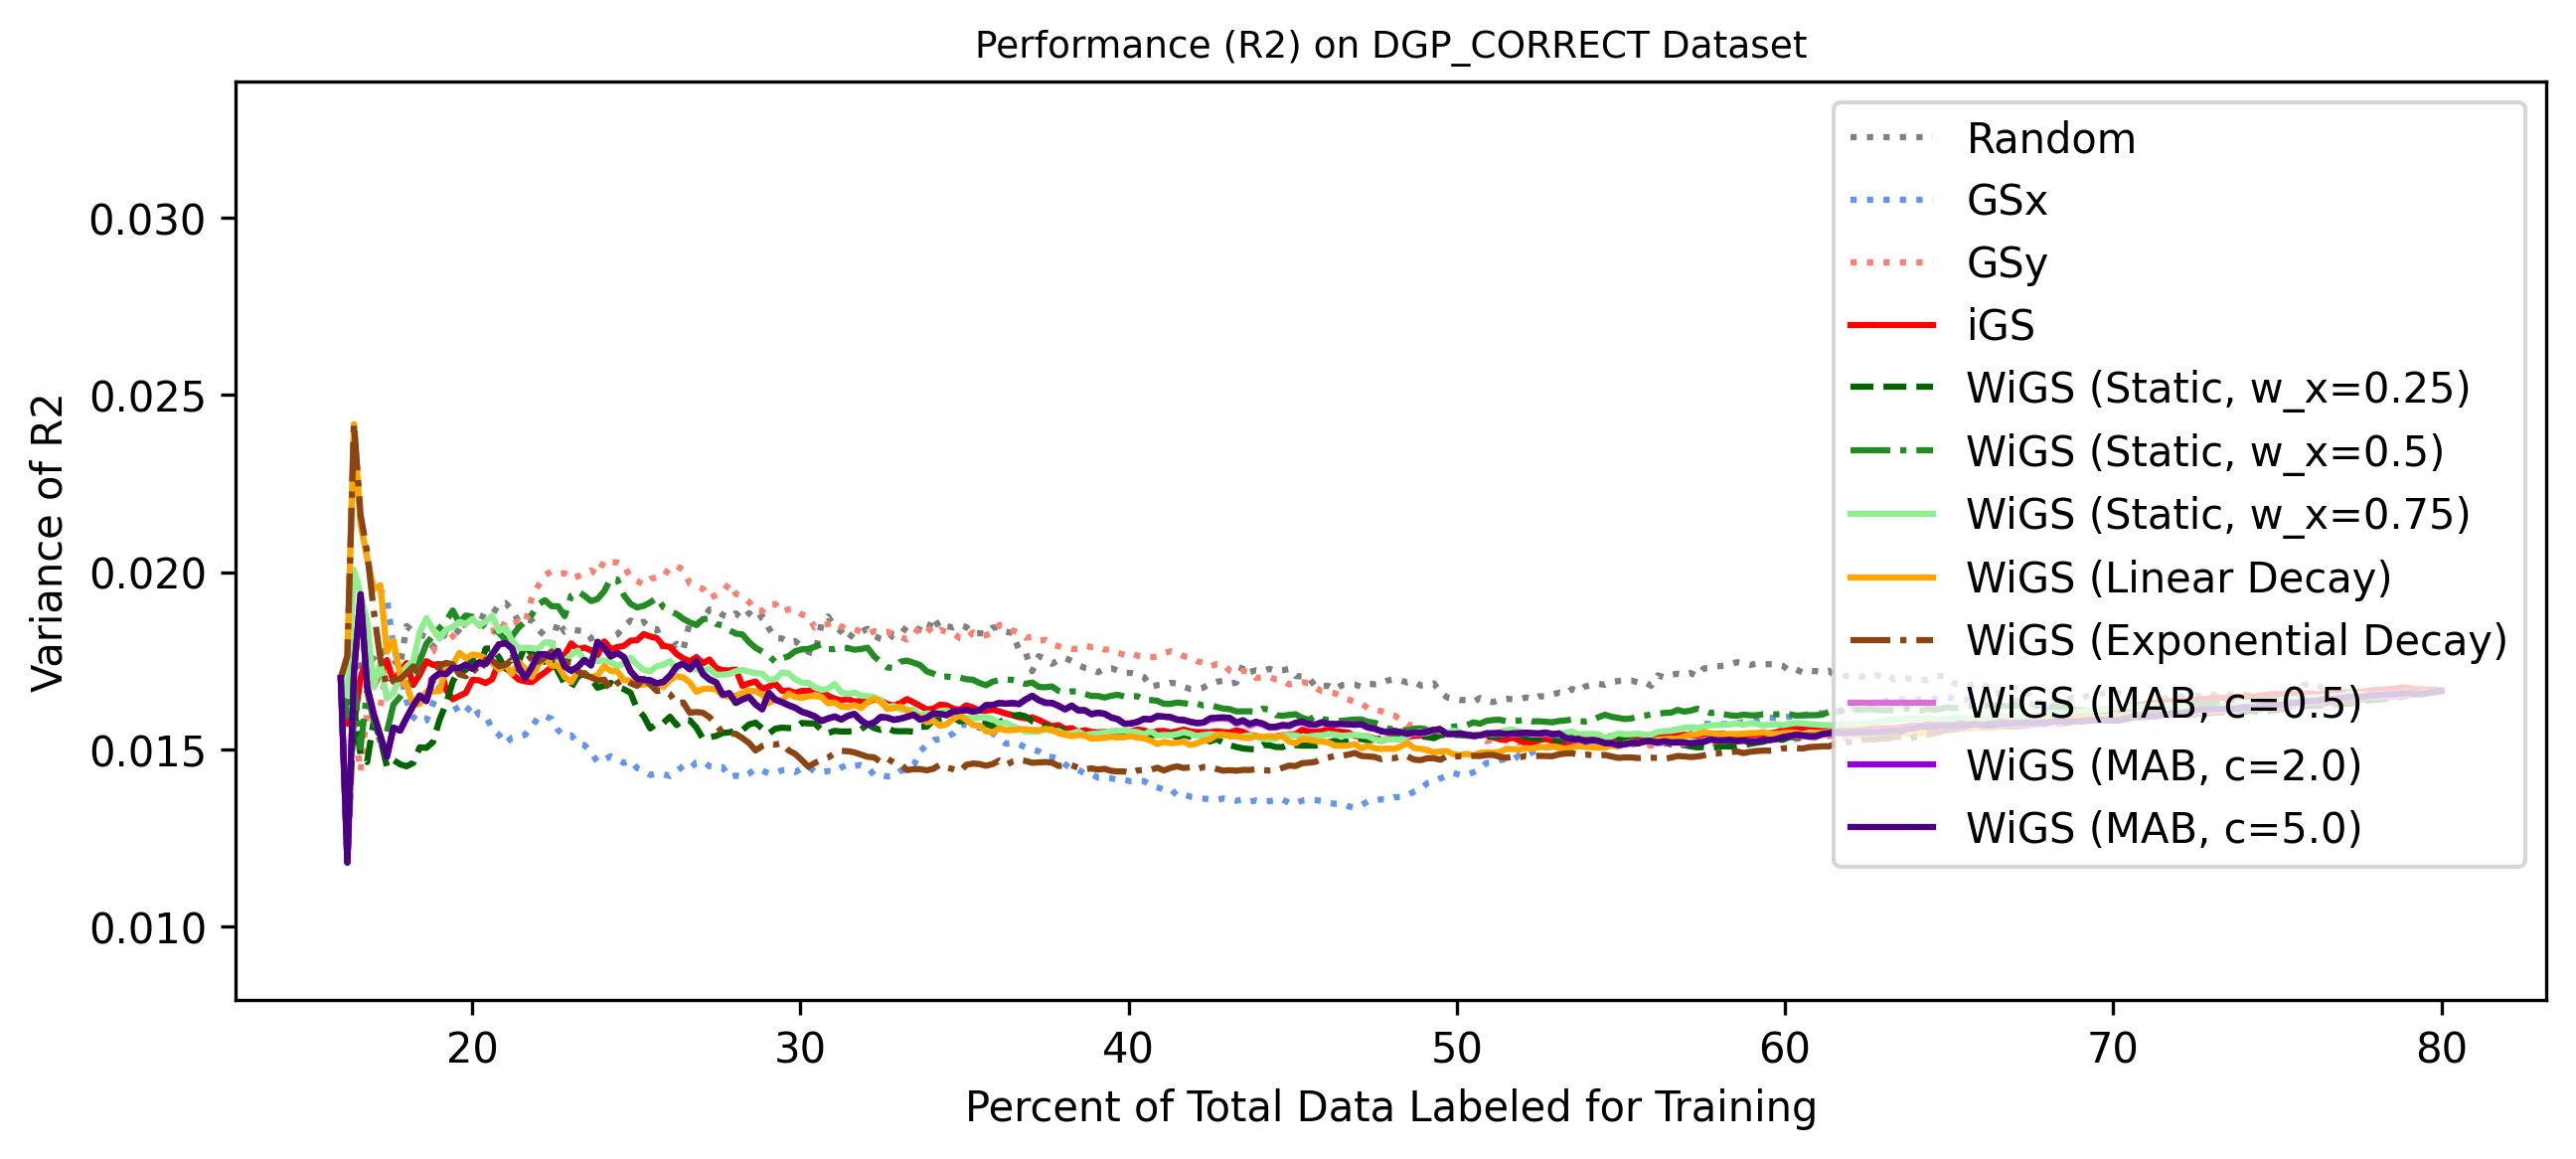 Performance (R2) on DGP_CORRECT Dataset
Variance of R2
0.030
0.025
0.020
0.015
0.010
Random
GSx
GSy
iGS
WiGS (Static, w_x=0.25)
WiGS (Static, w_x=0.5)
WiGS (Static, w_x=0.75)
WiGS (Linear Decay)
WiGS (Exponential Decay)
WiGS (MAB, c=0.5)
WiGS (MAB, c=2.0)
WiGS (MAB, c=5.0)
20 30 40 50 60 70 80
Percent of Total Data Labeled for Training